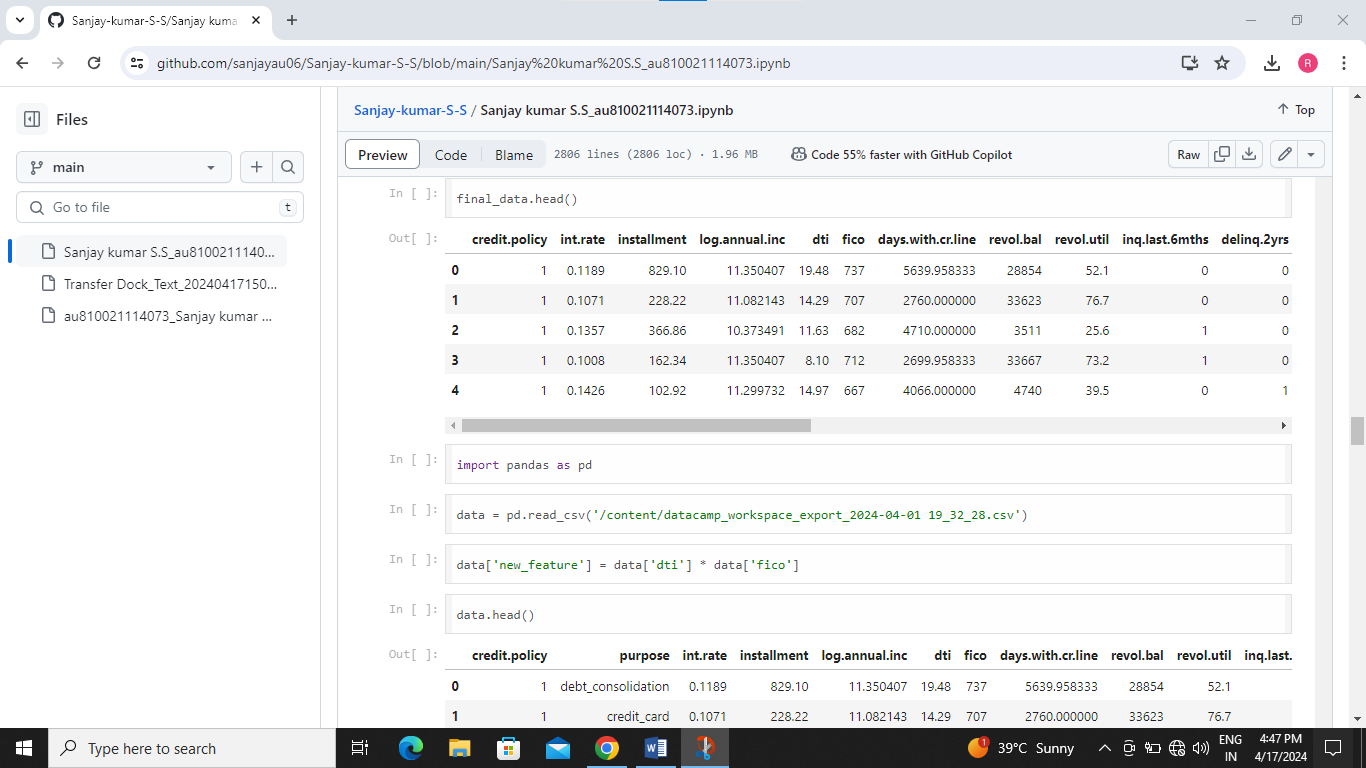 Sanjay-kumar-S-S/Sanjay kuma
github.com/sanjayau06/Sanjay-kumar-S-S/blob/main/Sanjay%20kumar%20S.S_au810021114073.ipynb
R
Files
Sanjay-kumar-S-S / Sanjay kumar S.S_au810021114073.ipynb
Top
main
Preview Code Blame 2806 lines (2806 loc) · 1.96 MB Code 55% faster with GitHub Copilot Raw
Go to file t
Sanjay kumar S.S_au8100211140...
Transfer Dock_Text_20240417150...
au810021114073_Sanjay kumar ...
In [ ]: final_data.head()
Out[ ]: credit.policy int.rate installment log.annual.inc dti fico days.with.cr.line revol.bal revol.util inq.last.6mths delinq.2yrs
0 1 0.1189 829.10 11.350407 19.48 737 5639.958333 28854 52.1 0 0
1 1 0.1071 228.22 11.082143 14.29 707 2760.000000 33623 76.7 0 0
2 1 0.1357 366.86 10.373491 11.63 682 4710.000000 3511 25.6 1 0
3 1 0.1008 162.34 11.350407 8.10 712 2699.958333 33667 73.2 1 0
4 1 0.1426 102.92 11.299732 14.97 667 4066.000000 4740 39.5 0 1
In [ ]: import pandas as pd
In [ ]: data = pd.read_csv('/content/datacamp_workspace_export_2024-04-01 19_32_28.csv')
In [ ]: data['new_feature'] = data['dti'] * data['fico']
In [ ]: data.head()
Out[ ]: credit.policy purpose int.rate installment log.annual.inc dti fico days.with.cr.line revol.bal revol.util inq.last.
0 1 debt_consolidation 0.1189 829.10 11.350407 19.48 737 5639.958333 28854 52.1
1 1 credit_card 0.1071 228.22 11.082143 14.29 707 2760.000000 33623 76.7
Type here to search
1
39°C Sunny
ENG
IN
4:47 PM
4/17/2024